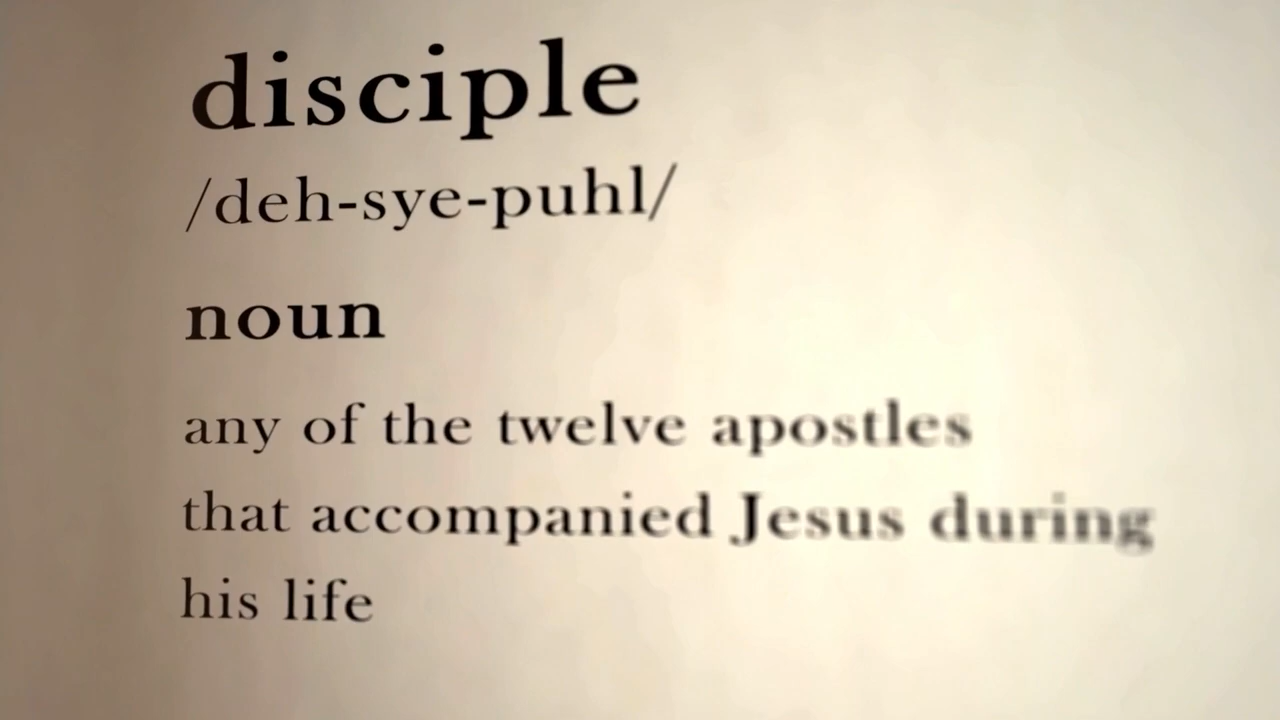 disciple
/deh-sye-puhl/
noun
any of the twelve apostles
that accompanied Jesus during
his life